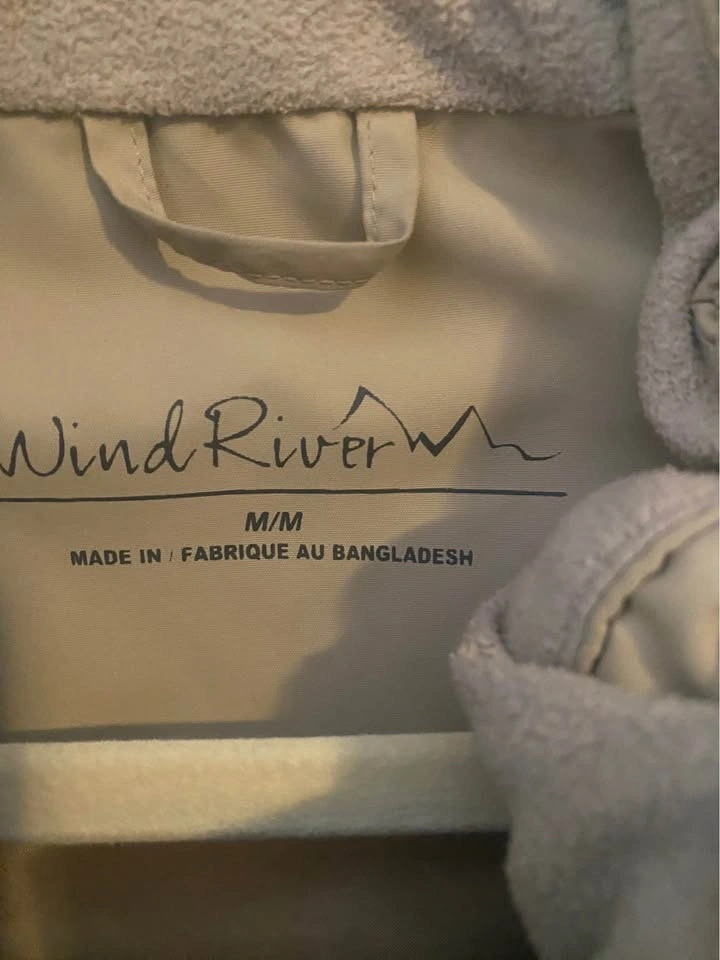 WindRiver
M/M
MADE IN / FABRIQUE AU BANGLADESH